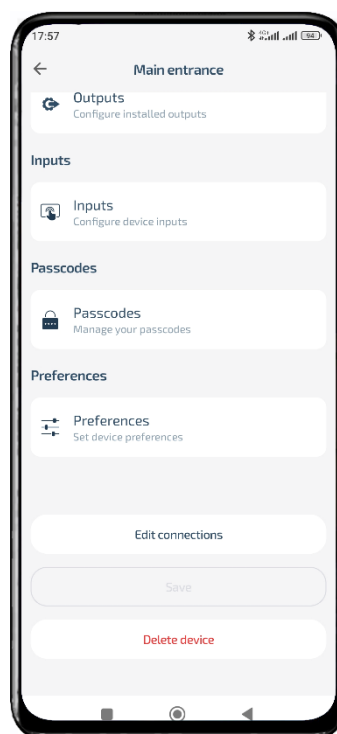 17:57
94
Main entrance
Outputs
Configure installed outputs
Inputs
Inputs
Configure device inputs
Passcodes
Passcodes
Manage your passcodes
Preferences
Preferences
Set device preferences
Edit connections
Save
Delete device